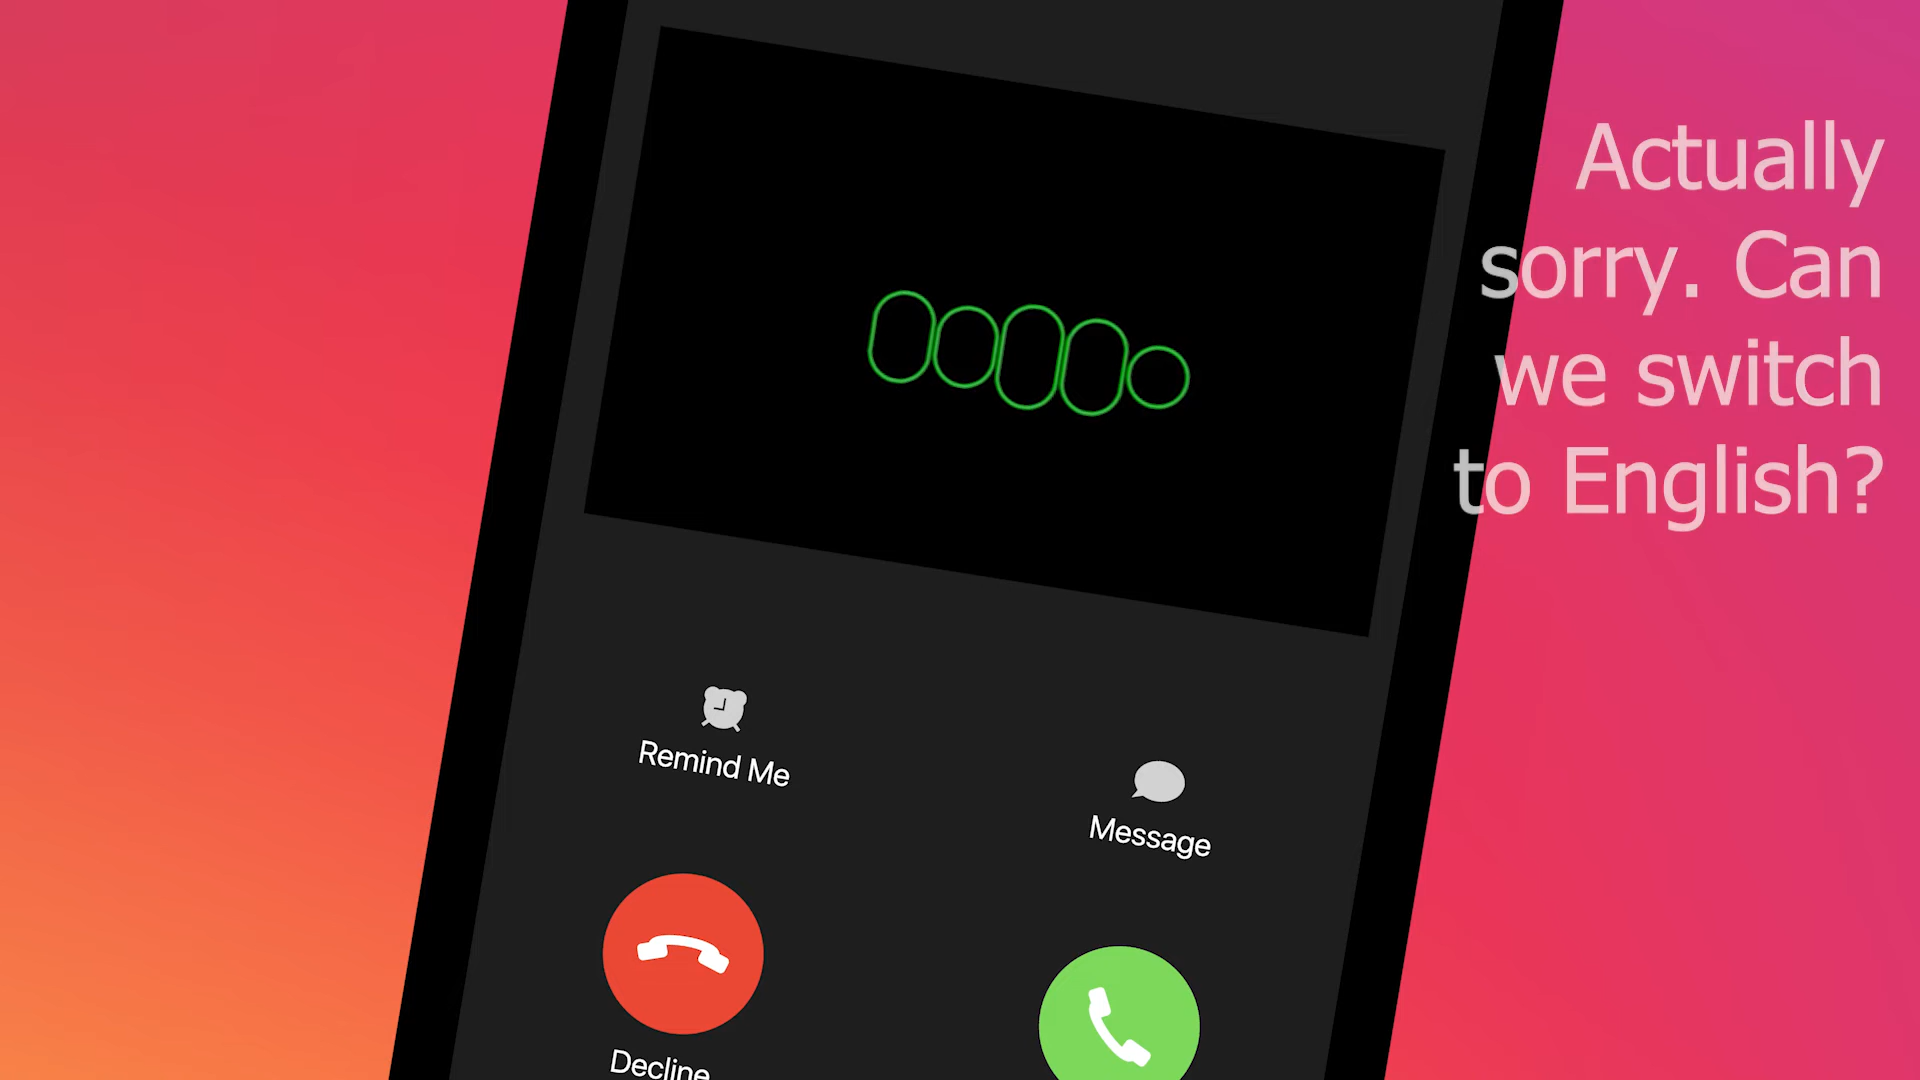 Actually
sorry. Can
we switch
to English?
Remind Me
Message
Decline